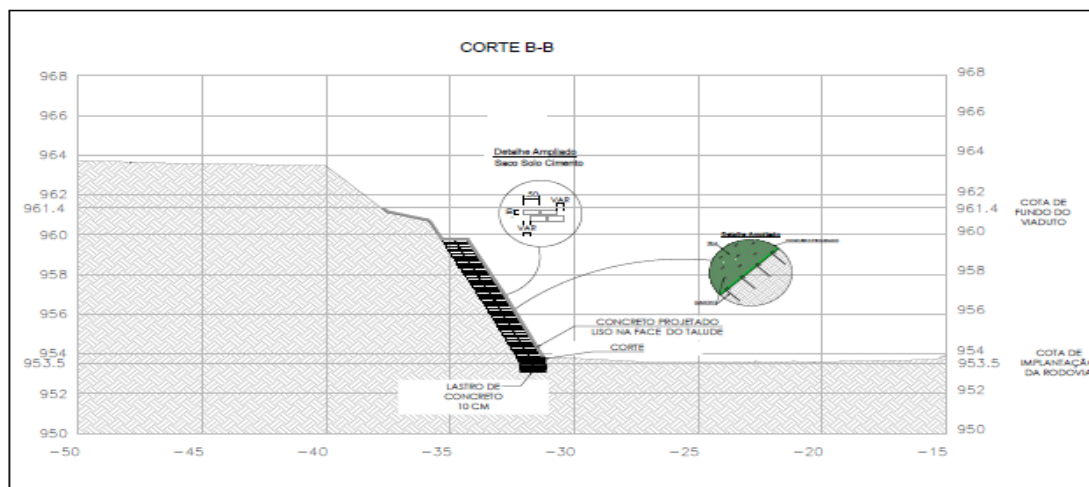 CORTE B-B
968
966
964
962
961.4
960
958
956
954
953.5
952
950
968
966
964
962
961.4
960
958
956
954
953.5
952
950
COTA DE
FUNDO DO
VIADUTO
COTA DE
IMPLANTAÇÃO
DA RODOVIA
Detalhe Ampliado
Saco Solo Cimento
50
VAR
VAR
Detalhe Ampliado
CONCRETO PROJETADO
LISO NA FACE DO TALUDE
CORTE
LASTRO DE
CONCRETO
10 CM
-50
-45
-40
-35
-30
-25
-20
-15